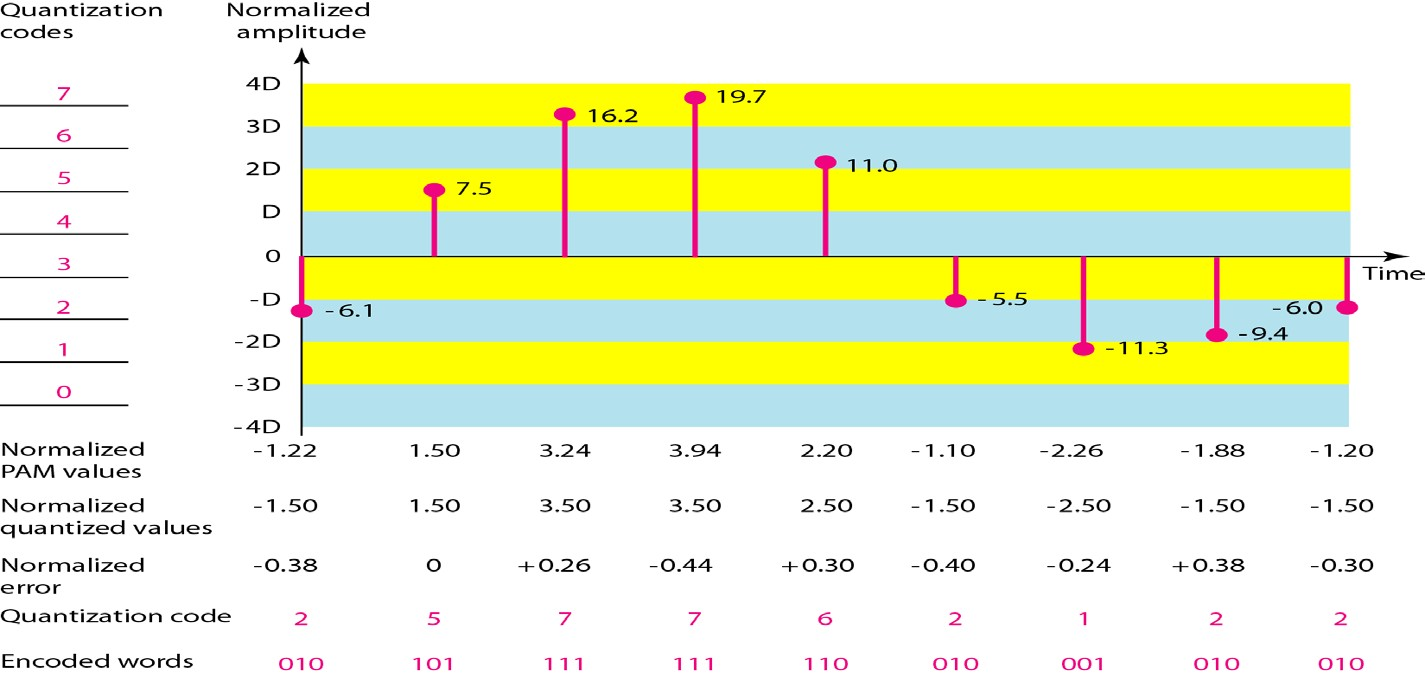 Quantization codes
Normalized amplitude
4D
7
19.7
16.2
3D
6
2D
11.0
5
7.5
D
4
0
3
Time
-D
2
-5.5
-6.0
-6.1
-9.4
-2D
1
-11.3
-3D
0
-4D
Normalized PAM values -1.22 1.50 3.24 3.94 2.20 -1.10 -2.26 -1.88 -1.20
Normalized quantized values -1.50 1.50 3.50 3.50 2.50 -1.50 -2.50 -1.50 -1.50
Normalized error -0.38 0 +0.26 -0.44 +0.30 -0.40 -0.24 +0.38 -0.30
Quantization code 2 5 7 7 6 2 1 2 2
Encoded words 010 101 111 111 110 010 001 010 010